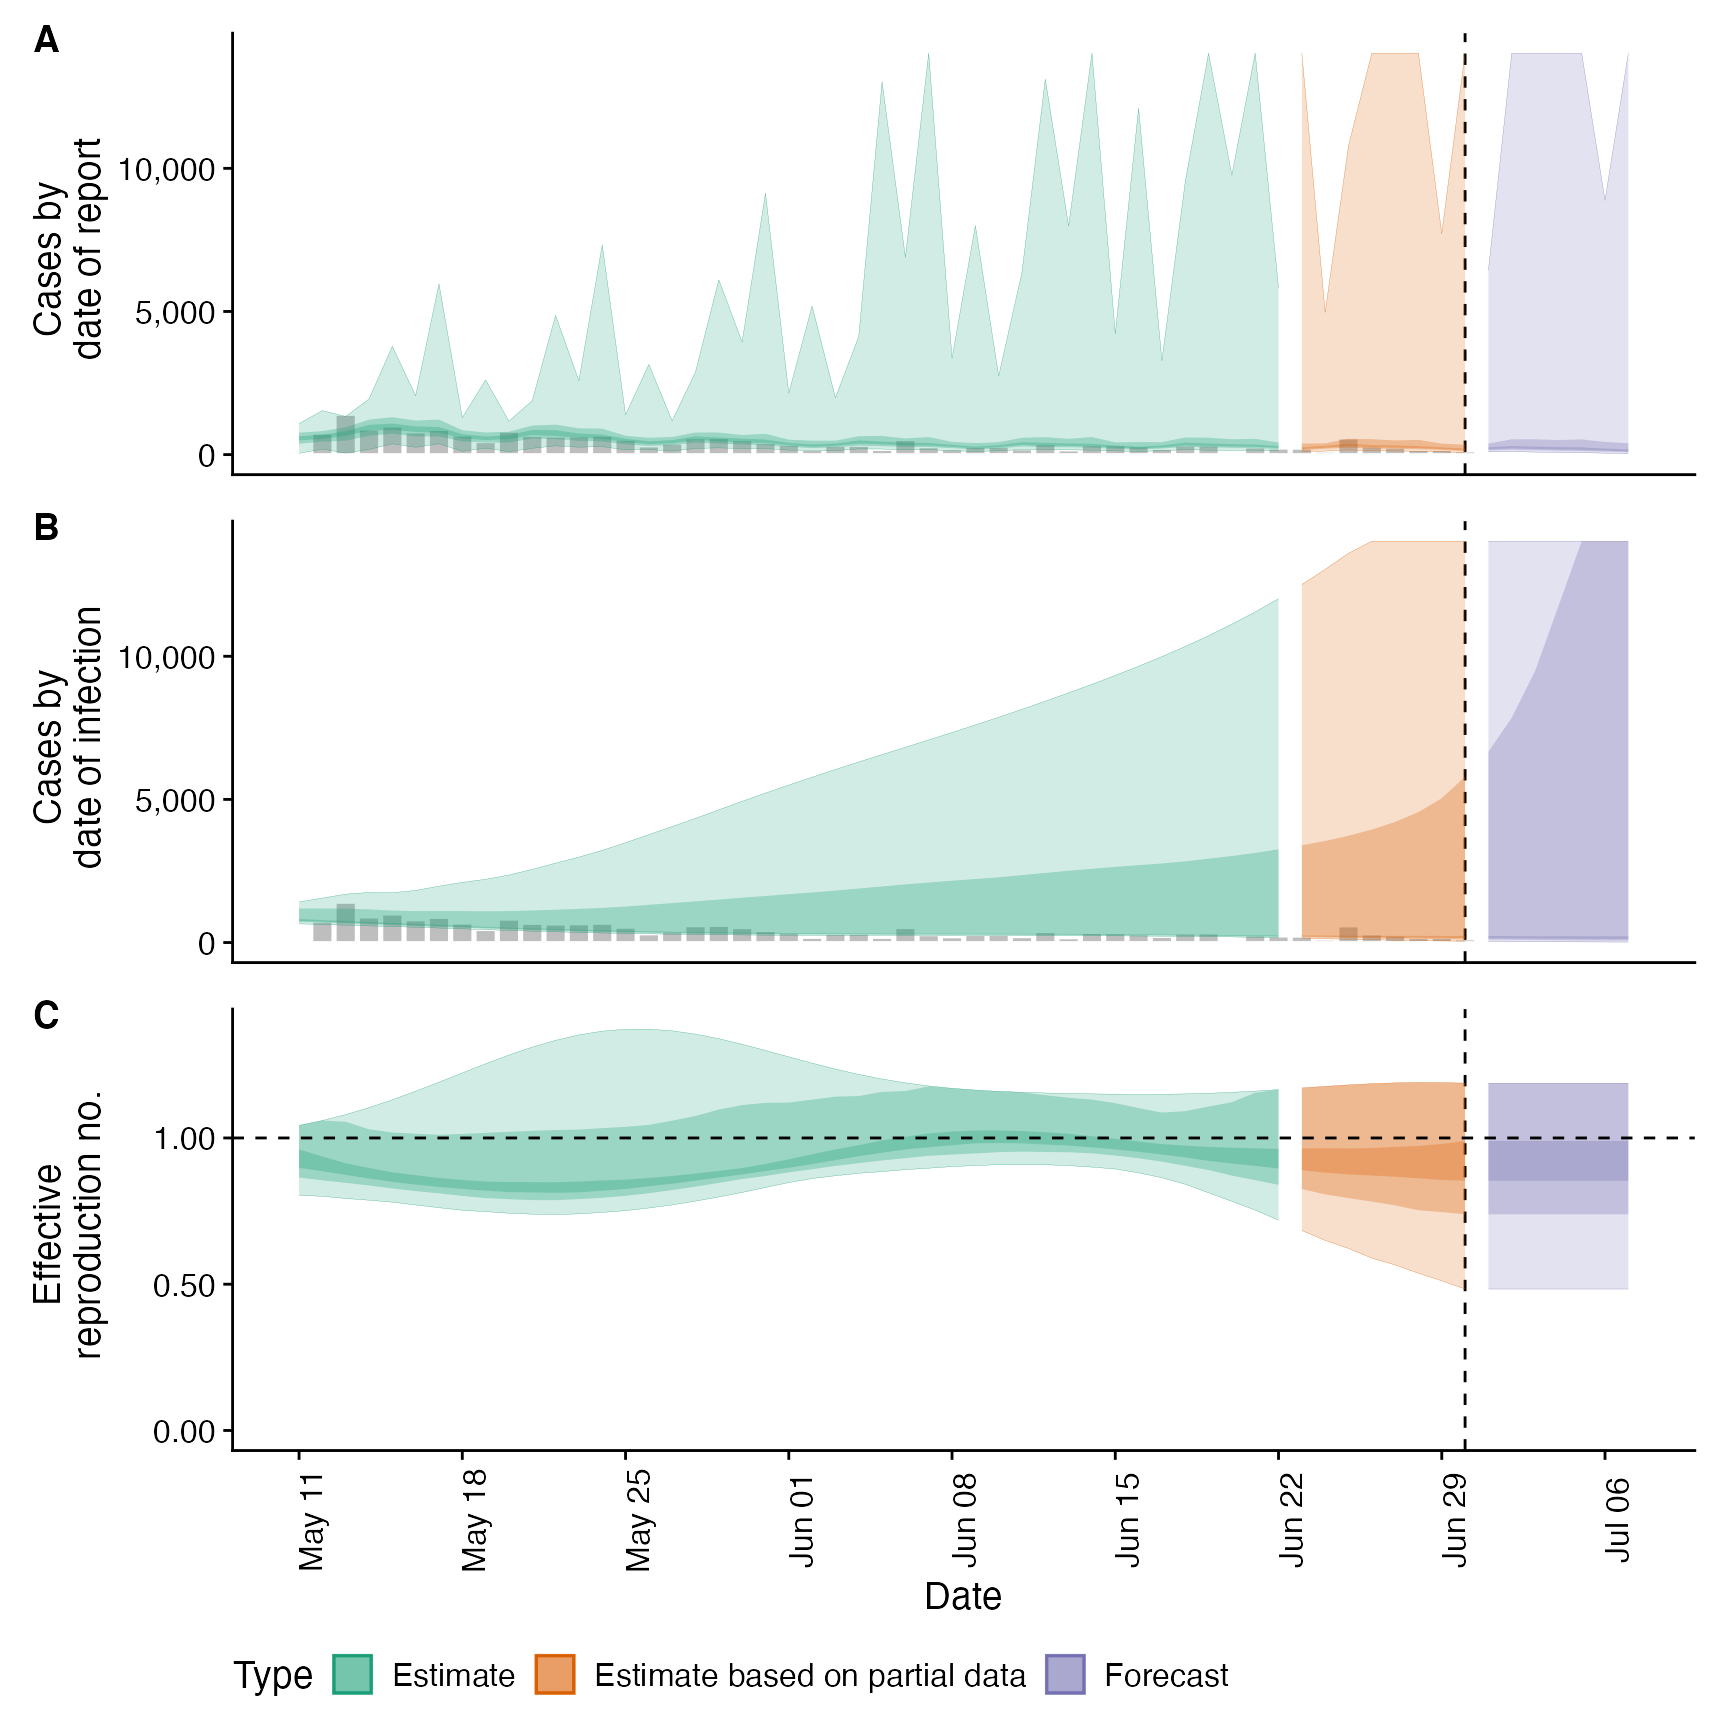 A
Cases by
date of report
10,000
5,000
0
B
Cases by
date of infection
10,000
5,000
0
C
Effective
reproduction no.
1.00
0.50
0.00
May 11
May 18
May 25
Jun 01
Jun 08
Jun 15
Jun 22
Jun 29
Jul 06
Date
Type Estimate Estimate based on partial data Forecast